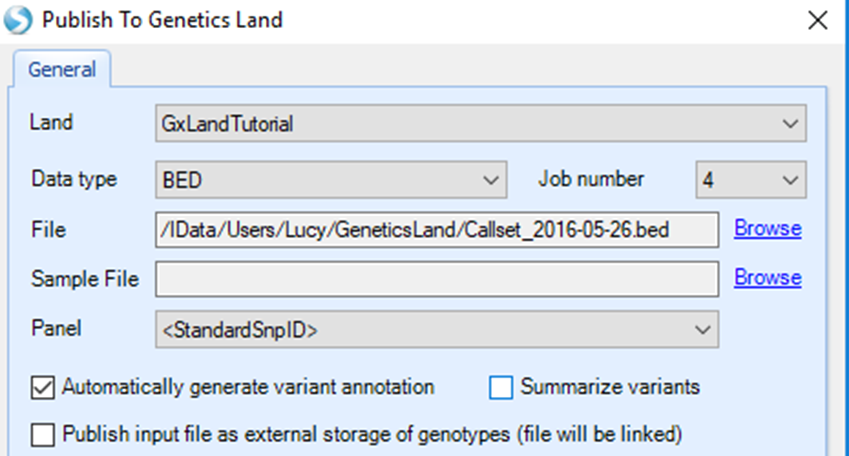 Publish To Genetics Land
General
Land GxLandTutorial
Data type BED Job number 4
File /IData/Users/Lucy/GeneticsLand/Callset_2016-05-26.bed Browse
Sample File Browse
Panel <StandardSnpID>
Automatically generate variant annotation Summarize variants
Publish input file as external storage of genotypes (file will be linked)